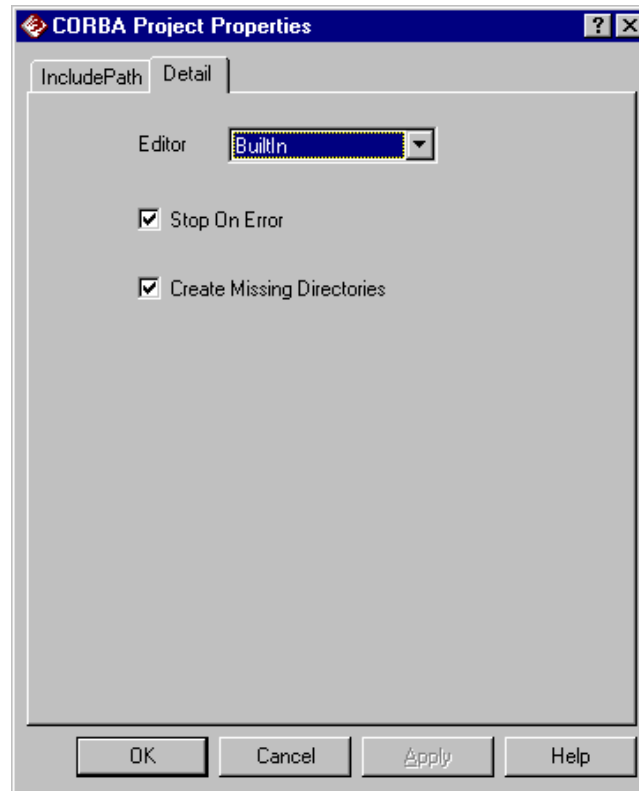 CORBA Project Properties
IncludePath Detail
Editor BuiltIn
Stop On Error
Create Missing Directories
OK Cancel Apply Help